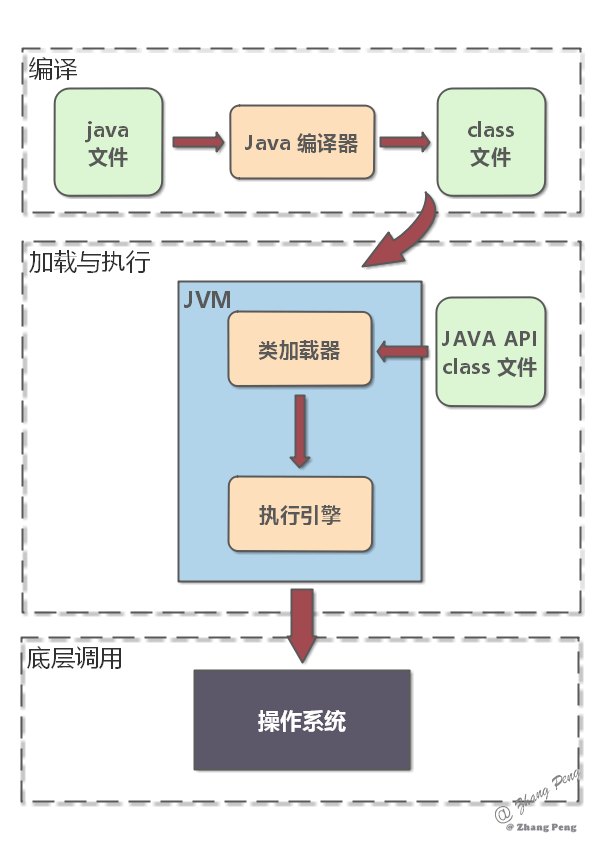 编译
java
文件
Java 编译器
class
文件
加载与执行
JVM
类加载器
JAVA API
class 文件
执行引擎
底层调用
操作系统
@ Zhang Peng
@ Zhang Peng